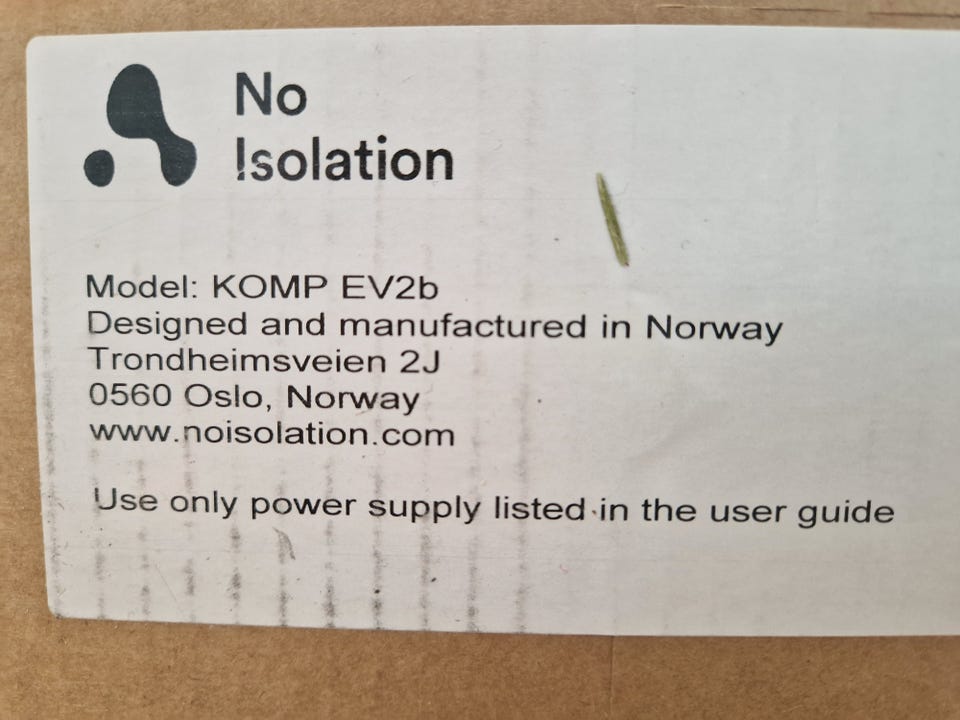 No
Isolation
Model: KOMP EV2b
Designed and manufactured in Norway
Trondheimsveien 2J
0560 Oslo, Norway
www.noisolation.com
Use only power supply listed in the user guide